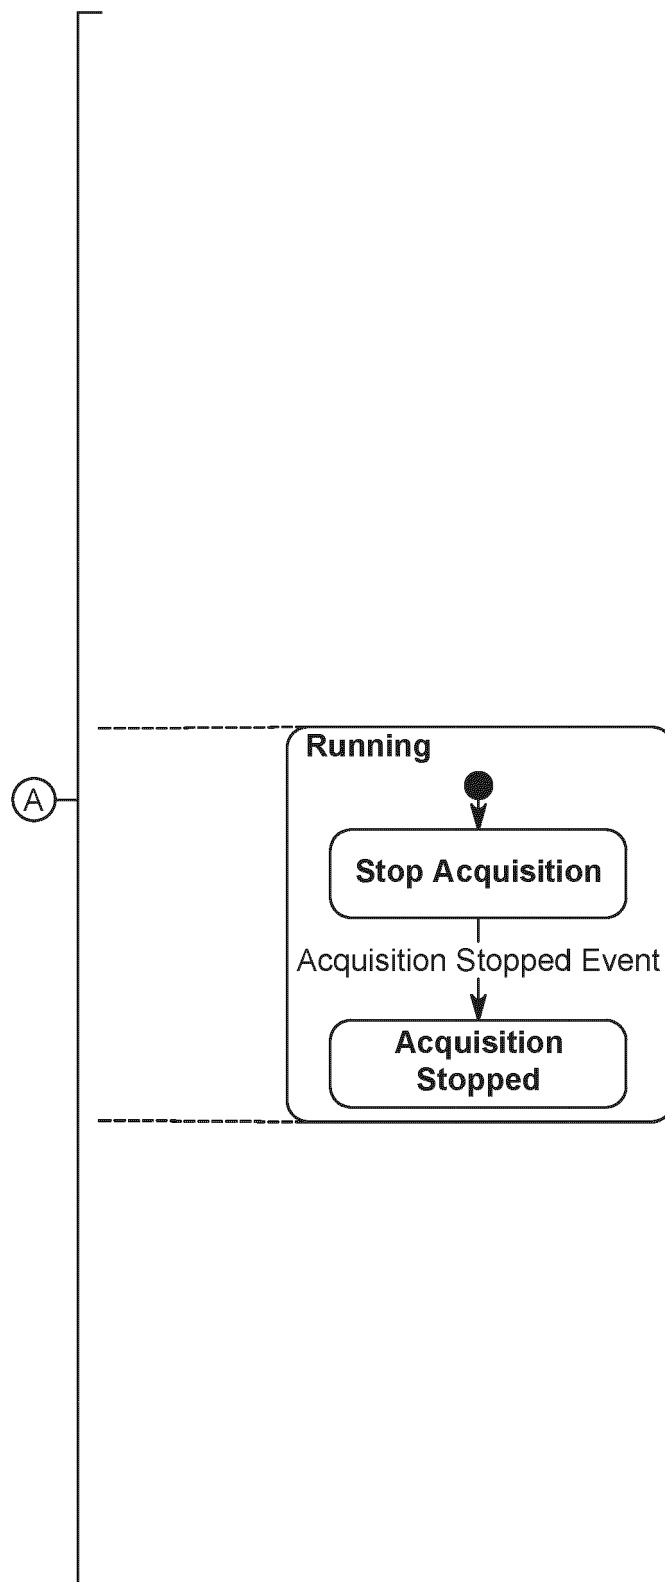 Running
A
Stop Acquisition
Acquisition Stopped Event
Acquisition
Stopped